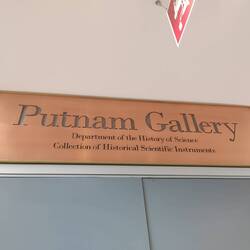 Putnam Gallery
Department of the History of Science
Collection of Historical Scientific Instruments